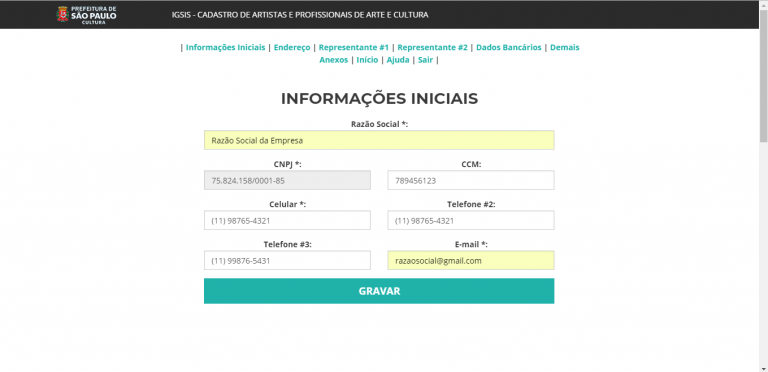 PREFEITURA DE
SÃO PAULO
CULTURA
IGSIS - CADASTRO DE ARTISTAS E PROFISSIONAIS DE ARTE E CULTURA
| Informações Iniciais | Endereço | Representante #1 | Representante #2 | Dados Bancários | Demais
Anexos | Início | Ajuda | Sair |
INFORMAÇÕES INICIAIS
Razão Social *:
Razão Social da Empresa
CNPJ *: CCM:
75.824.158/0001-85 789456123
Celular *: Telefone #2:
(11) 98765-4321 (11) 98765-4321
Telefone #3: E-mail *:
(11) 99876-5431 razaosocial@gmail.com
GRAVAR